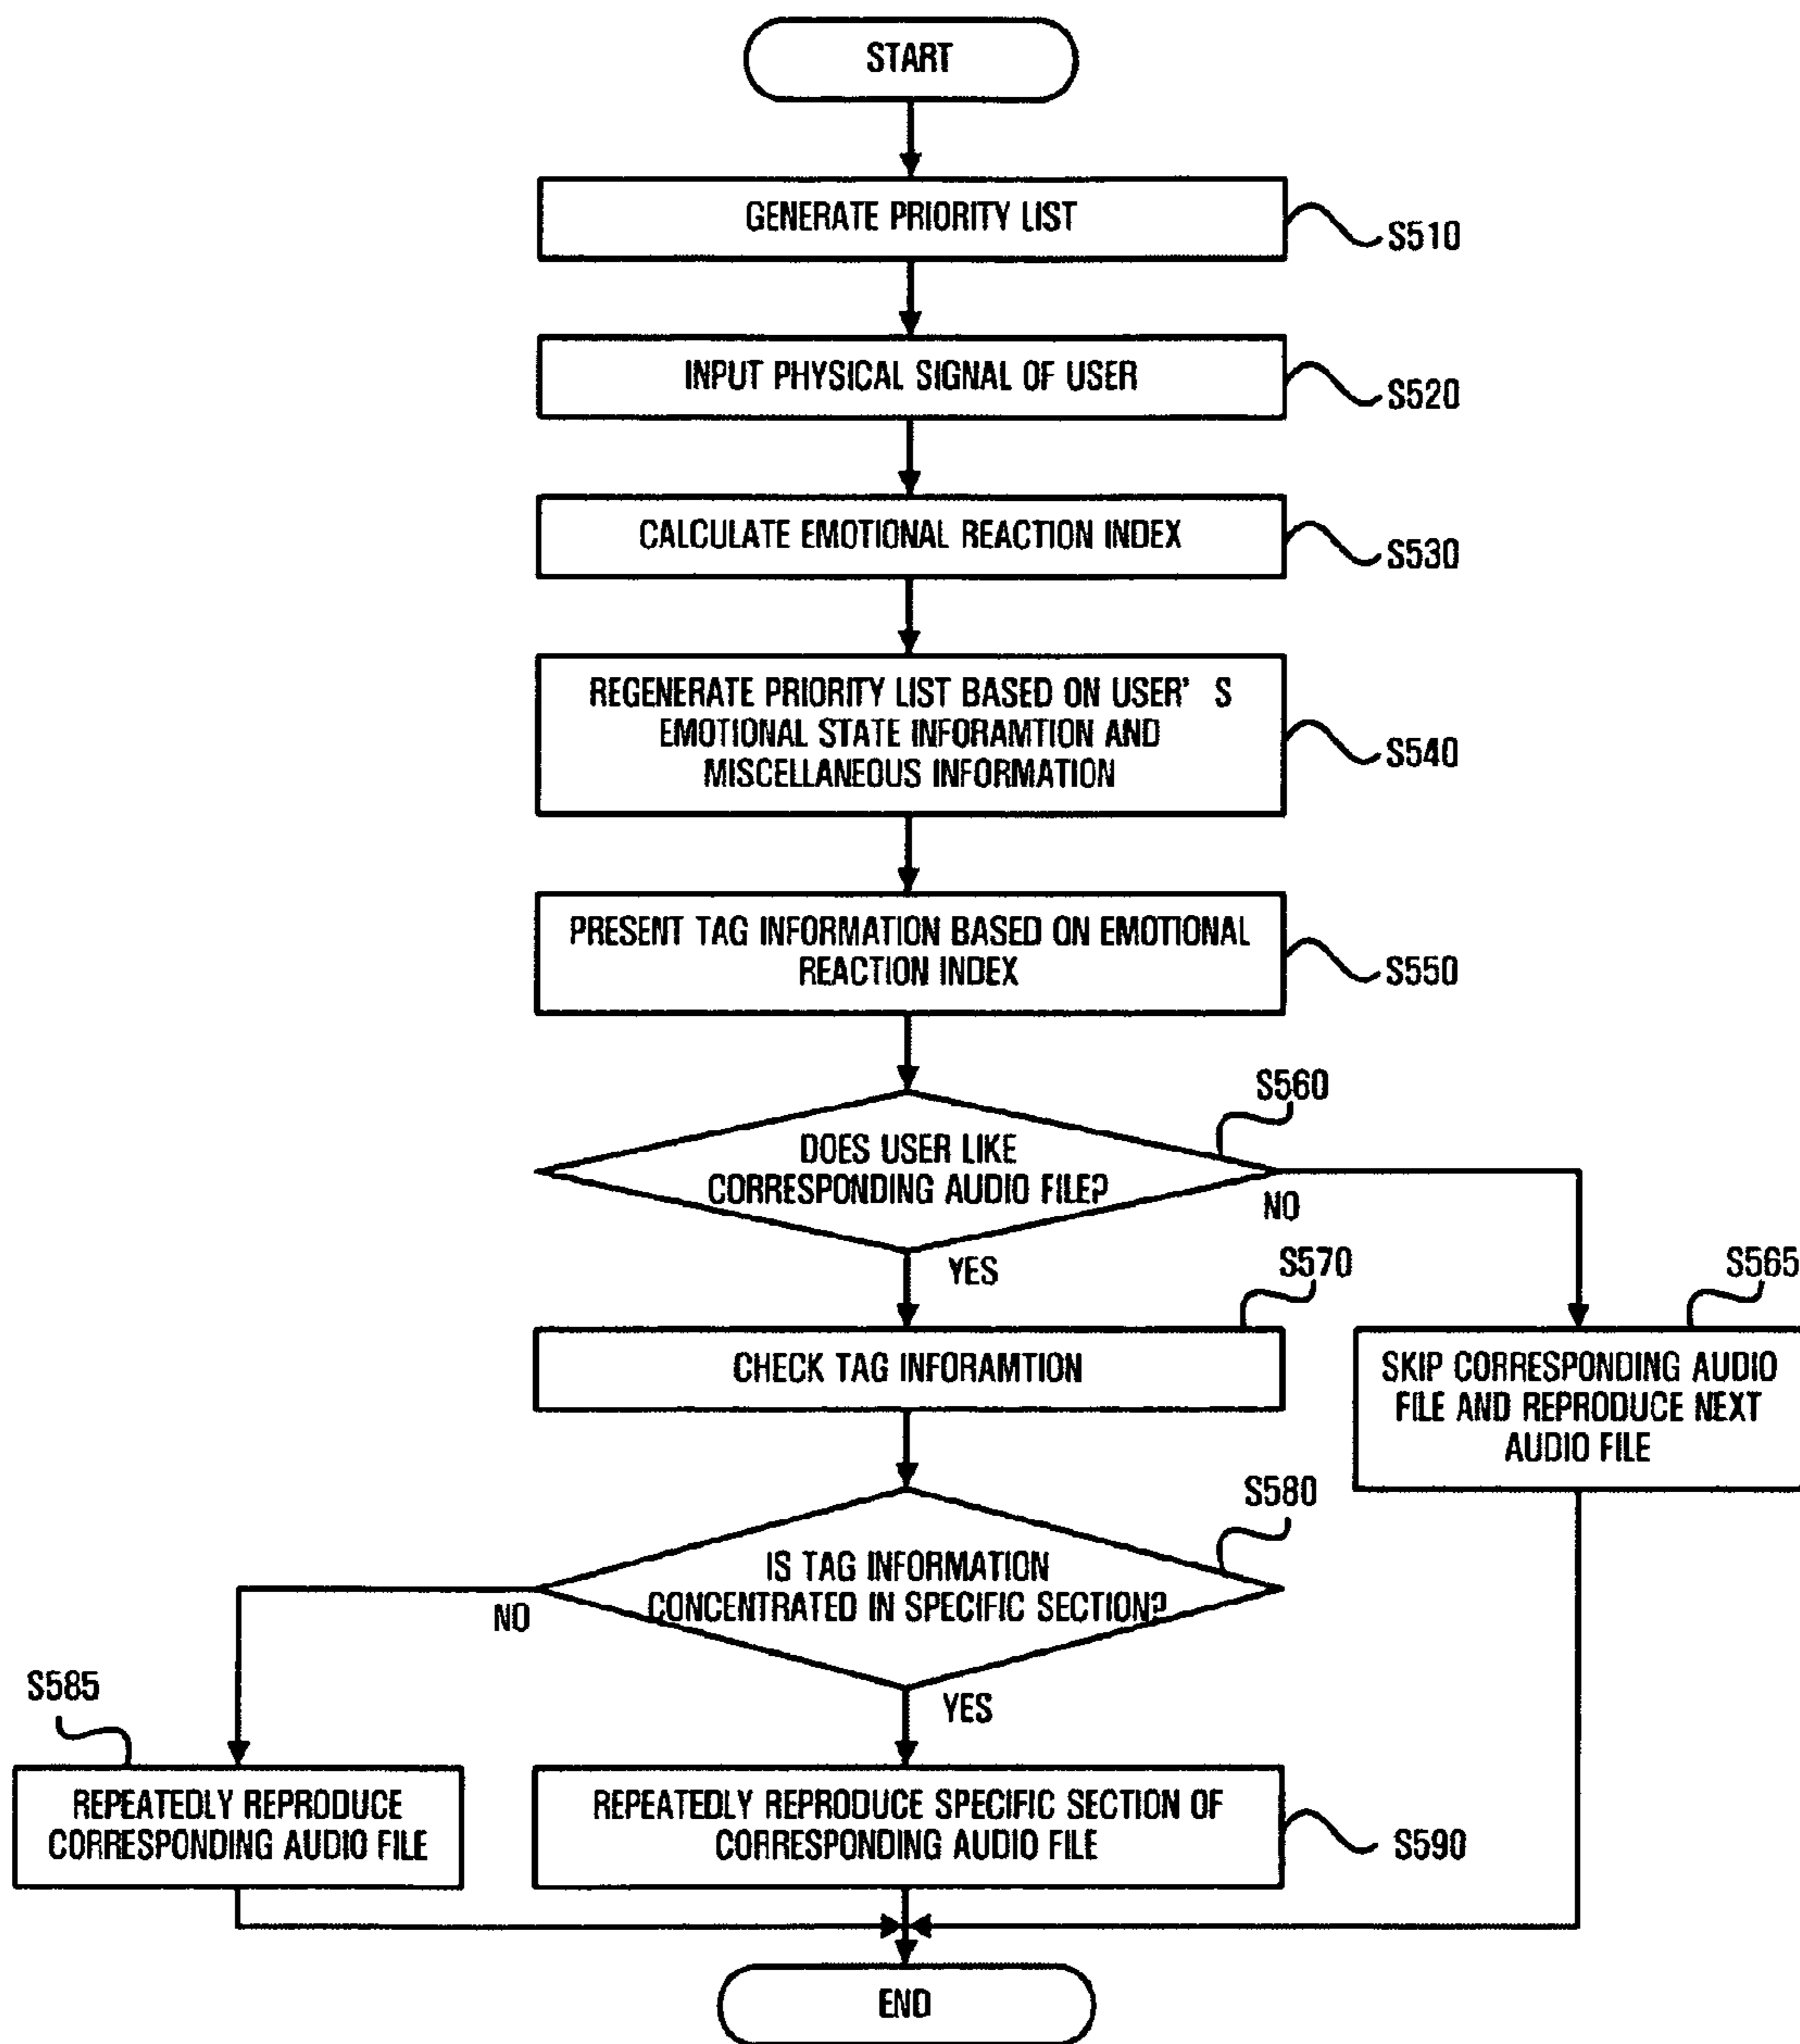 START
GENERATE PRIORITY LIST
S510
INPUT PHYSICAL SIGNAL OF USER
S520
CALCULATE EMOTIONAL REACTION INDEX
S530
REGENERATE PRIORITY LIST BASED ON USER' S
EMOTIONAL STATE INFORAMTION AND
MISCELLANEOUS INFORMATION
S540
PRESENT TAG INFORMATION BASED ON EMOTIONAL
REACTION INDEX
S550
S560
DOES USER LIKE
CORRESPONDING AUDIO FILE?
NO
YES
S570
S565
CHECK TAG INFORAMTION
SKIP CORRESPONDING AUDIO
FILE AND REPRODUCE NEXT
AUDIO FILE
S580
IS TAG INFORMATION
CONCENTRATED IN SPECIFIC SECTION?
NO
YES
S585
REPEATEDLY REPRODUCE
CORRESPONDING AUDIO FILE
REPEATEDLY REPRODUCE SPECIFIC SECTION OF
CORRESPONDING AUDIO FILE
S590
END